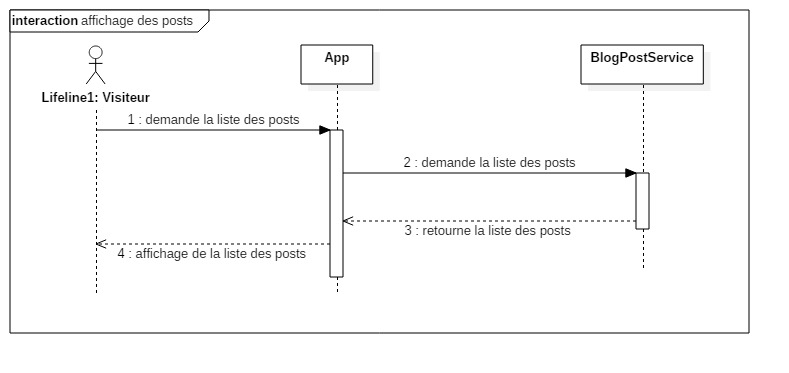 interaction affichage des posts
App
BlogPostService
Lifeline1: Visiteur
1 : demande la liste des posts
2 : demande la liste des posts
3 : retourne la liste des posts
4 : affichage de la liste des posts